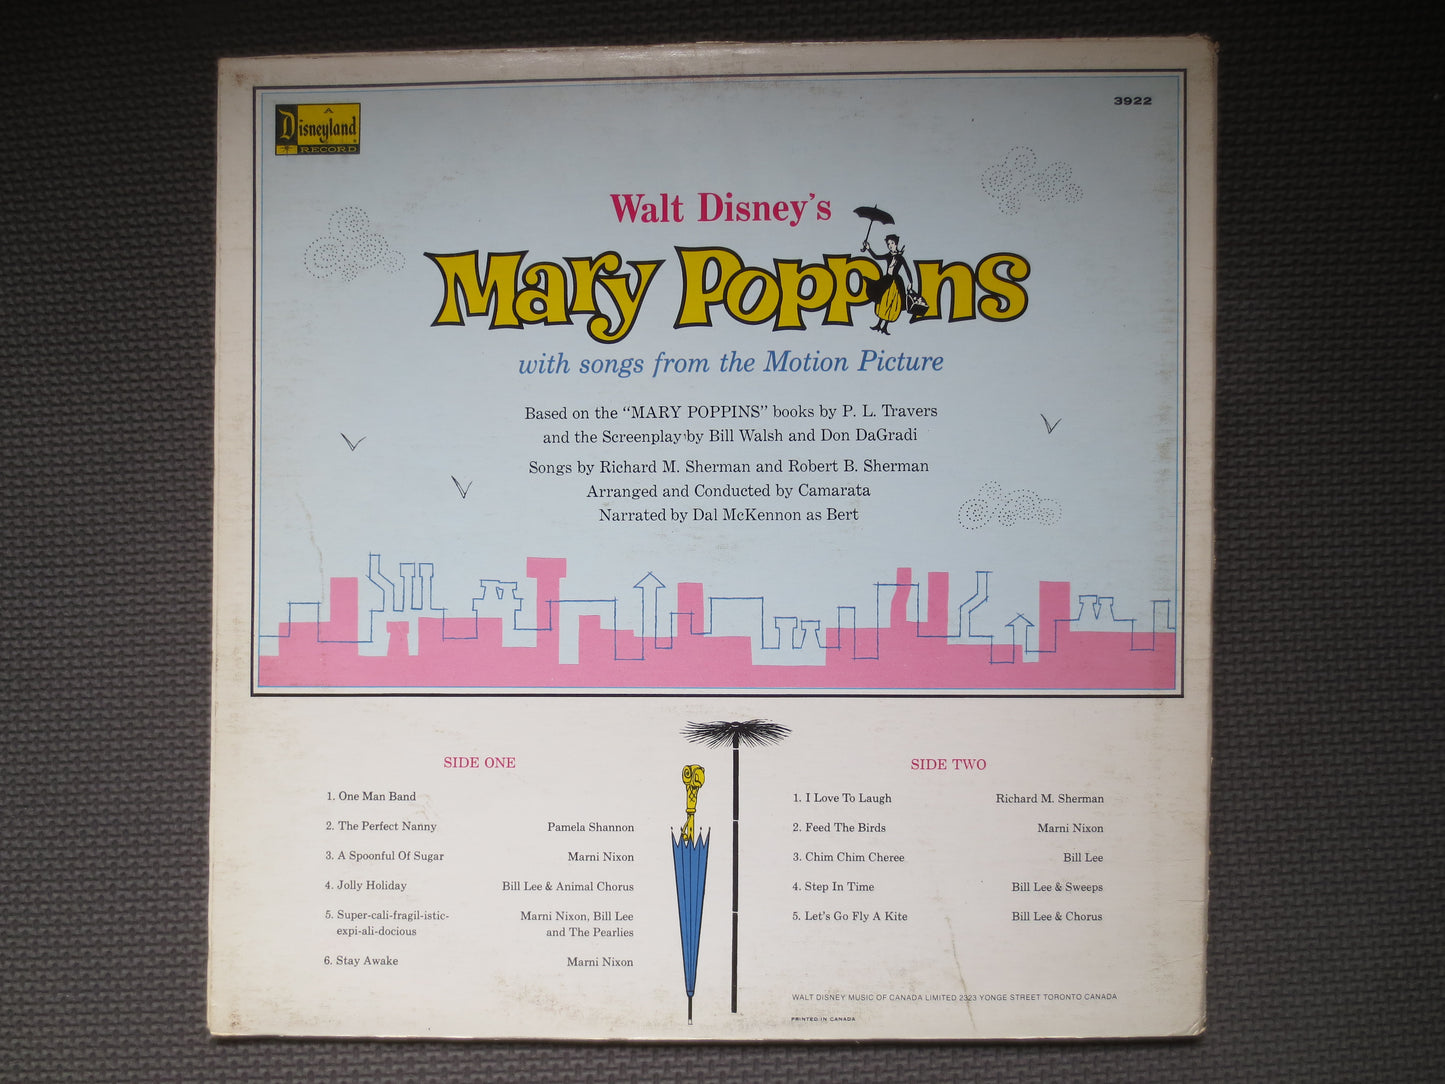 A
Disneyland
RECORD
3922
Walt Disney's
Mary Poppins
with songs from the Motion Picture
Based on the “MARY POPPINS” books by P. L. Travers
and the Screenplay by Bill Walsh and Don DaGradi
Songs by Richard M. Sherman and Robert B. Sherman
Arranged and Conducted by Camarata
Narrated by Dal McKennon as Bert
SIDE ONE
1. One Man Band
2. The Perfect Nanny Pamela Shannon
3. A Spoonful Of Sugar Marni Nixon
4. Jolly Holiday Bill Lee & Animal Chorus
5. Super-cali-fragil-istic- Marni Nixon, Bill Lee
expi-ali-docious and The Pearlies
6. Stay Awake Marni Nixon
SIDE TWO
1. I Love To Laugh Richard M. Sherman
2. Feed The Birds Marni Nixon
3. Chim Chim Cheree Bill Lee
4. Step In Time Bill Lee & Sweeps
5. Let's Go Fly A Kite Bill Lee & Chorus
WALT DISNEY MUSIC OF CANADA LIMITED 2323 YONGE STREET TORONTO CANADA
PRINTED IN CANADA